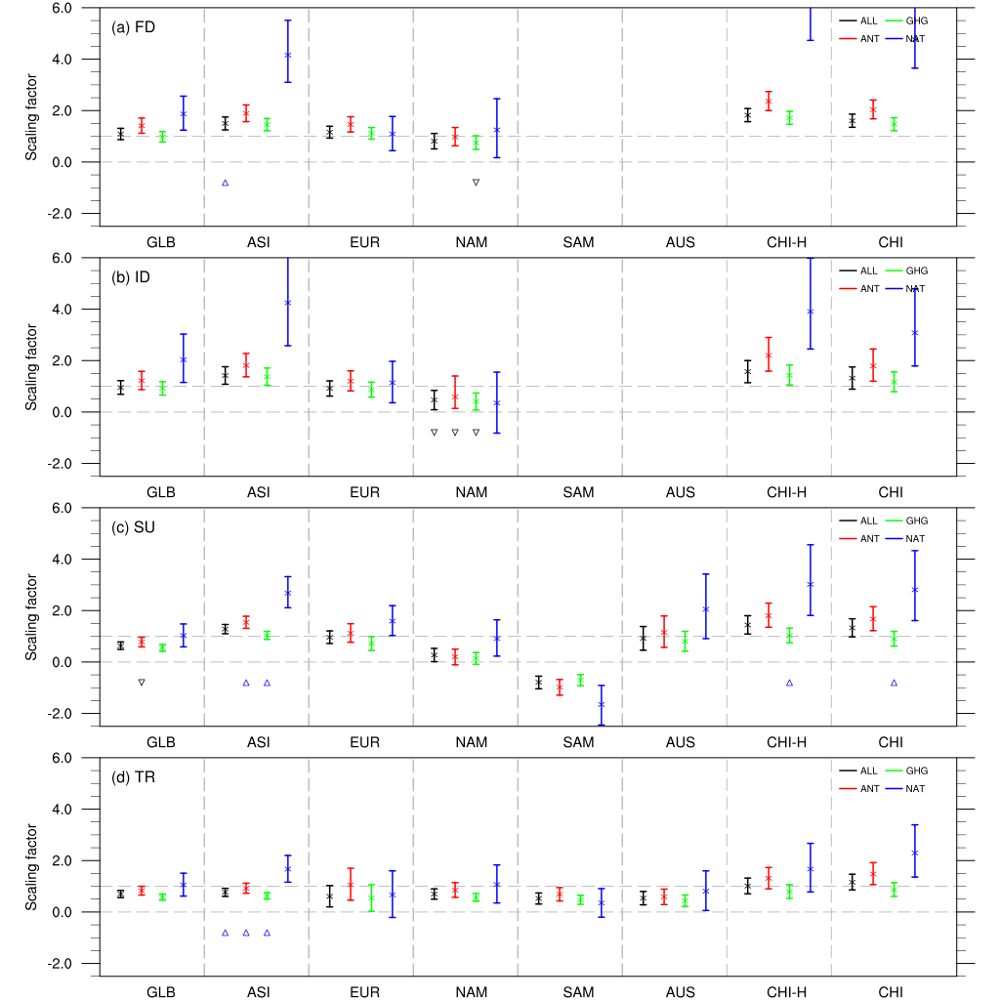 6.0
(a) FD
ALL GHG
ANT NAT
4.0
Scaling factor
2.0
0.0
-2.0
GLB ASI EUR NAM SAM AUS CHI-H CHI
6.0
(b) ID
ALL GHG
ANT NAT
4.0
Scaling factor
2.0
0.0
-2.0
GLB ASI EUR NAM SAM AUS CHI-H CHI
6.0
(c) SU
ALL GHG
ANT NAT
4.0
Scaling factor
2.0
0.0
-2.0
GLB ASI EUR NAM SAM AUS CHI-H CHI
6.0
(d) TR
ALL GHG
ANT NAT
4.0
Scaling factor
2.0
0.0
-2.0
GLB ASI EUR NAM SAM AUS CHI-H CHI